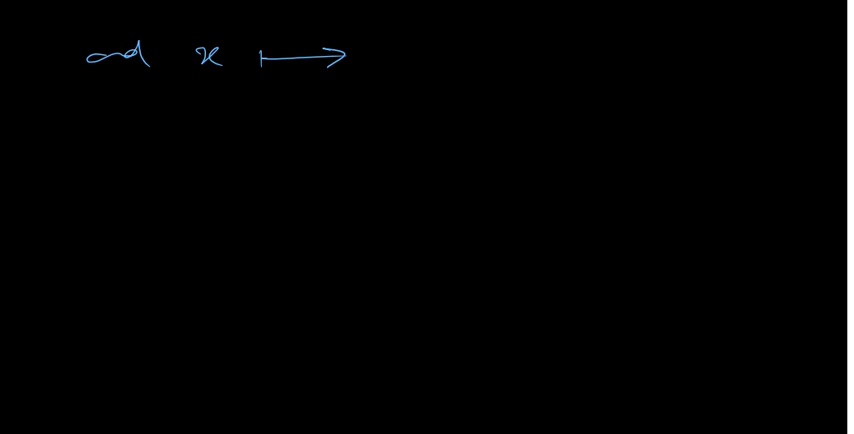 and x ⟼